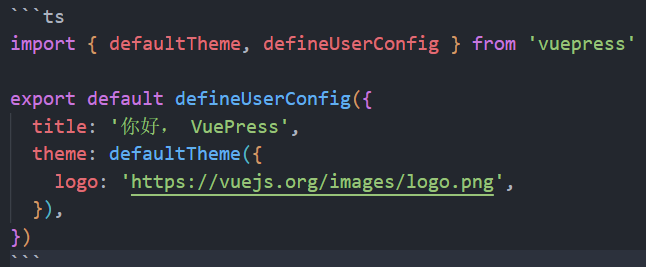 ```ts
import { defaultTheme, defineUserConfig } from 'vuepress'
export default defineUserConfig({
  title: '你好， VuePress',
  theme: defaultTheme({
    logo: 'https://vuejs.org/images/logo.png',
  }),
})
```